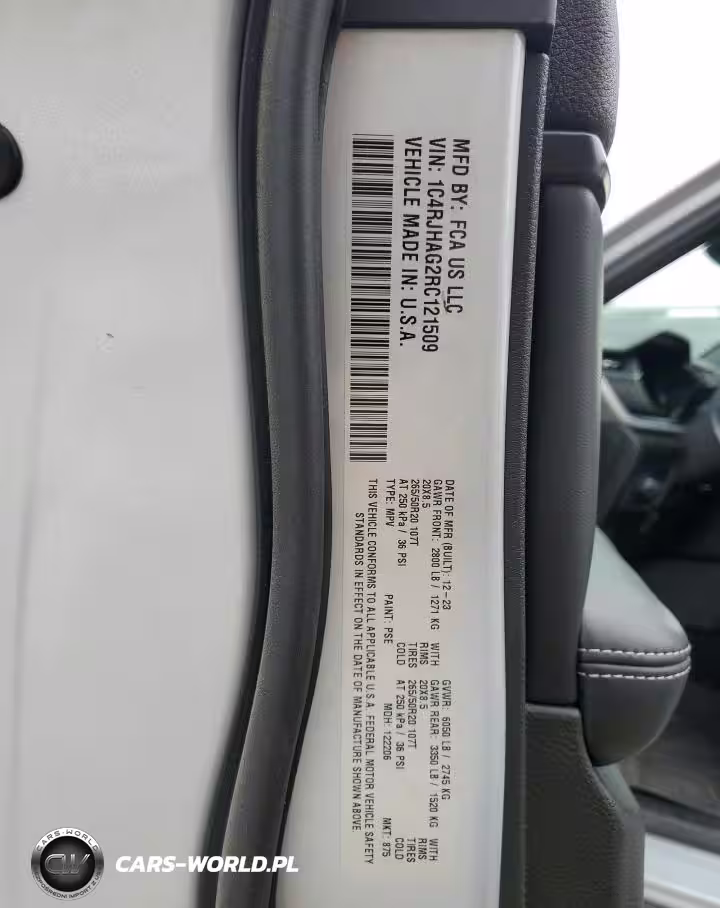 MFD BY: FCA US LLC
VIN: 1C4RJHAG2RC121509
VEHICLE MADE IN: U.S.A.
DATE OF MFR (BUILT): 12-23 GVWR: 6050 LB / 2745 KG
GAWR FRONT: 2800 LB / 1271 KG WITH GAWR REAR: 3350 LB / 1520 KG WITH
20X8.5 RIMS 20X8.5 RIMS
265/50R20 107T TIRES 265/50R20 107T TIRES
AT 250 kPa / 36 PSI COLD AT 250 kPa / 36 PSI COLD
TYPE: MPV PAINT: PSE MDH: 122206 MKT: 875
THIS VEHICLE CONFORMS TO ALL APPLICABLE U.S.A. FEDERAL MOTOR VEHICLE SAFETY
STANDARDS IN EFFECT ON THE DATE OF MANUFACTURE SHOWN ABOVE.
CARS-WORLD
CW
CARS-WORLD.PL